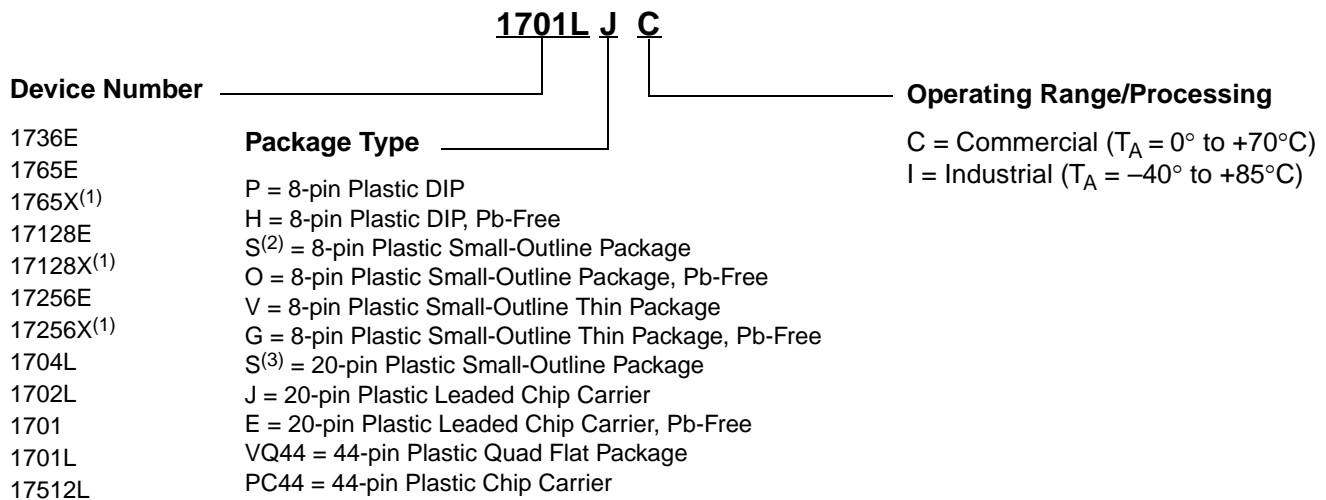 1701L J C
Device Number
1736E
1765E
1765X(1)
17128E
17128X(1)
17256E
17256X(1)
1704L
1702L
1701
1701L
17512L
Package Type
P = 8-pin Plastic DIP
H = 8-pin Plastic DIP, Pb-Free
S(2) = 8-pin Plastic Small-Outline Package
O = 8-pin Plastic Small-Outline Package, Pb-Free
V = 8-pin Plastic Small-Outline Thin Package
G = 8-pin Plastic Small-Outline Thin Package, Pb-Free
S(3) = 20-pin Plastic Small-Outline Package
J = 20-pin Plastic Leaded Chip Carrier
E = 20-pin Plastic Leaded Chip Carrier, Pb-Free
VQ44 = 44-pin Plastic Quad Flat Package
PC44 = 44-pin Plastic Chip Carrier
Operating Range/Processing
C = Commercial (TA = 0° to +70°C)
I = Industrial (TA = –40° to +85°C)